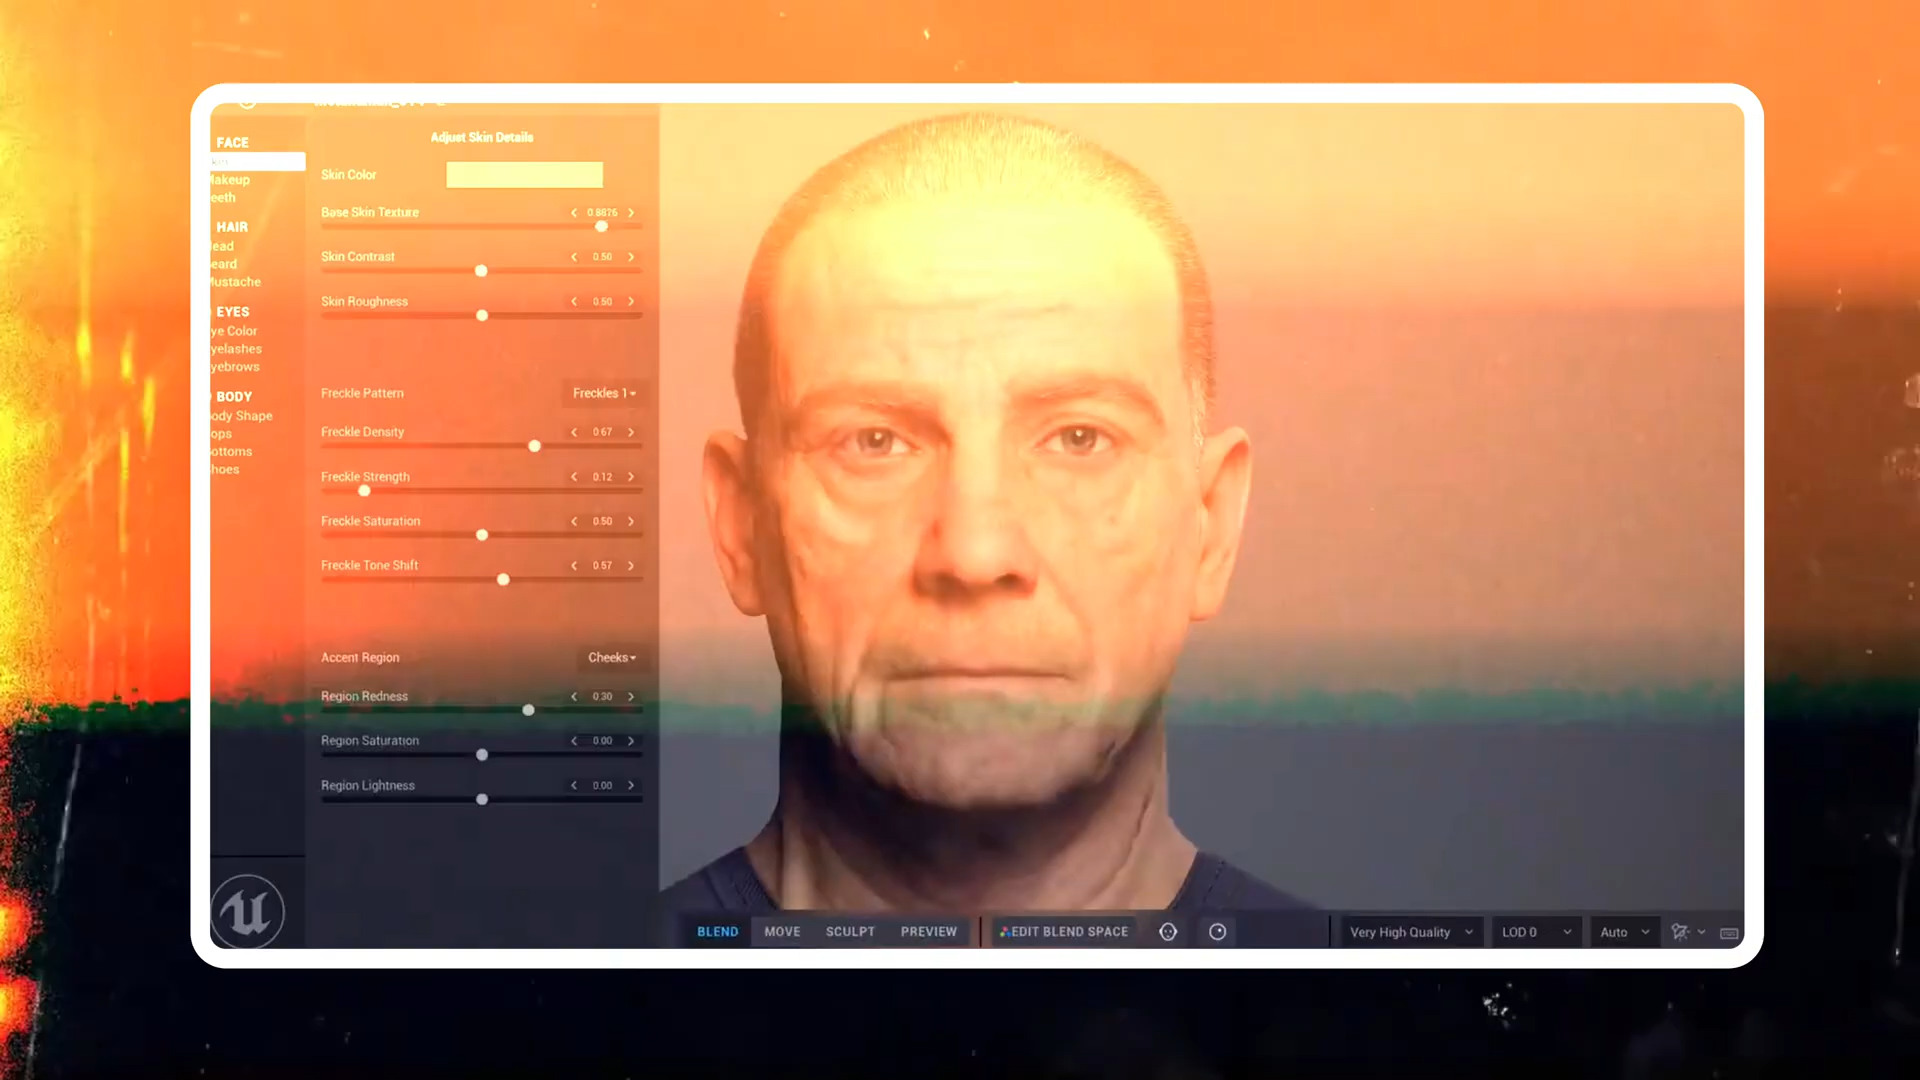 FACE
Makeup
eeth
HAIR
ead
eard
Mustache
EYES
ye Color
yelashes
yebrows
BODY
ody Shape
ops
ottoms
hoes
Adjust Skin Details
Skin Color
Base Skin Texture < 0.8876 >
Skin Contrast < 0.50 >
Skin Roughness < 0.50 >
Freckle Pattern Freckles 1
Freckle Density < 0.67 >
Freckle Strength < 0.12 >
Freckle Saturation < 0.50 >
Freckle Tone Shift < 0.57 >
Accent Region Cheeks
Region Redness < 0.30 >
Region Saturation < 0.00 >
Region Lightness < 0.00 >
BLEND MOVE SCULPT PREVIEW EDIT BLEND SPACE Very High Quality LOD 0 Auto